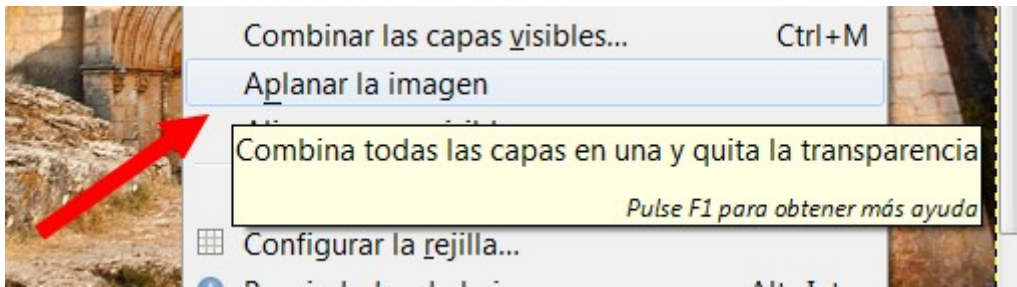 Combinar las capas visibles... Ctrl+M
Aplanar la imagen
Combina todas las capas en una y quita la transparencia
Pulse F1 para obtener más ayuda
Configurar la rejilla...